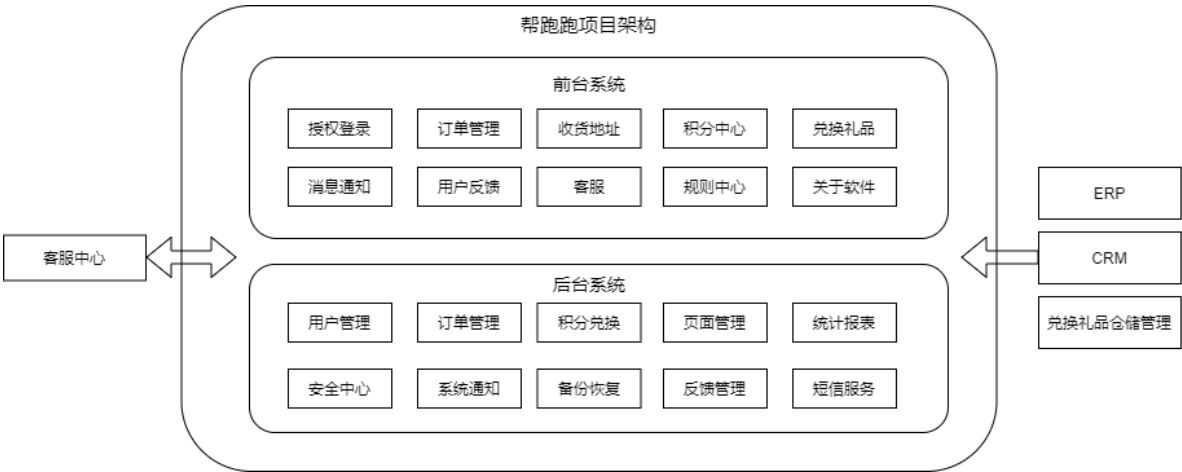 帮跑跑项目架构
前台系统
授权登录 订单管理 收货地址 积分中心 兑换礼品
消息通知 用户反馈 客服 规则中心 关于软件
客服中心
ERP
CRM
兑换礼品仓储管理
后台系统
用户管理 订单管理 积分兑换 页面管理 统计报表
安全中心 系统通知 备份恢复 反馈管理 短信服务